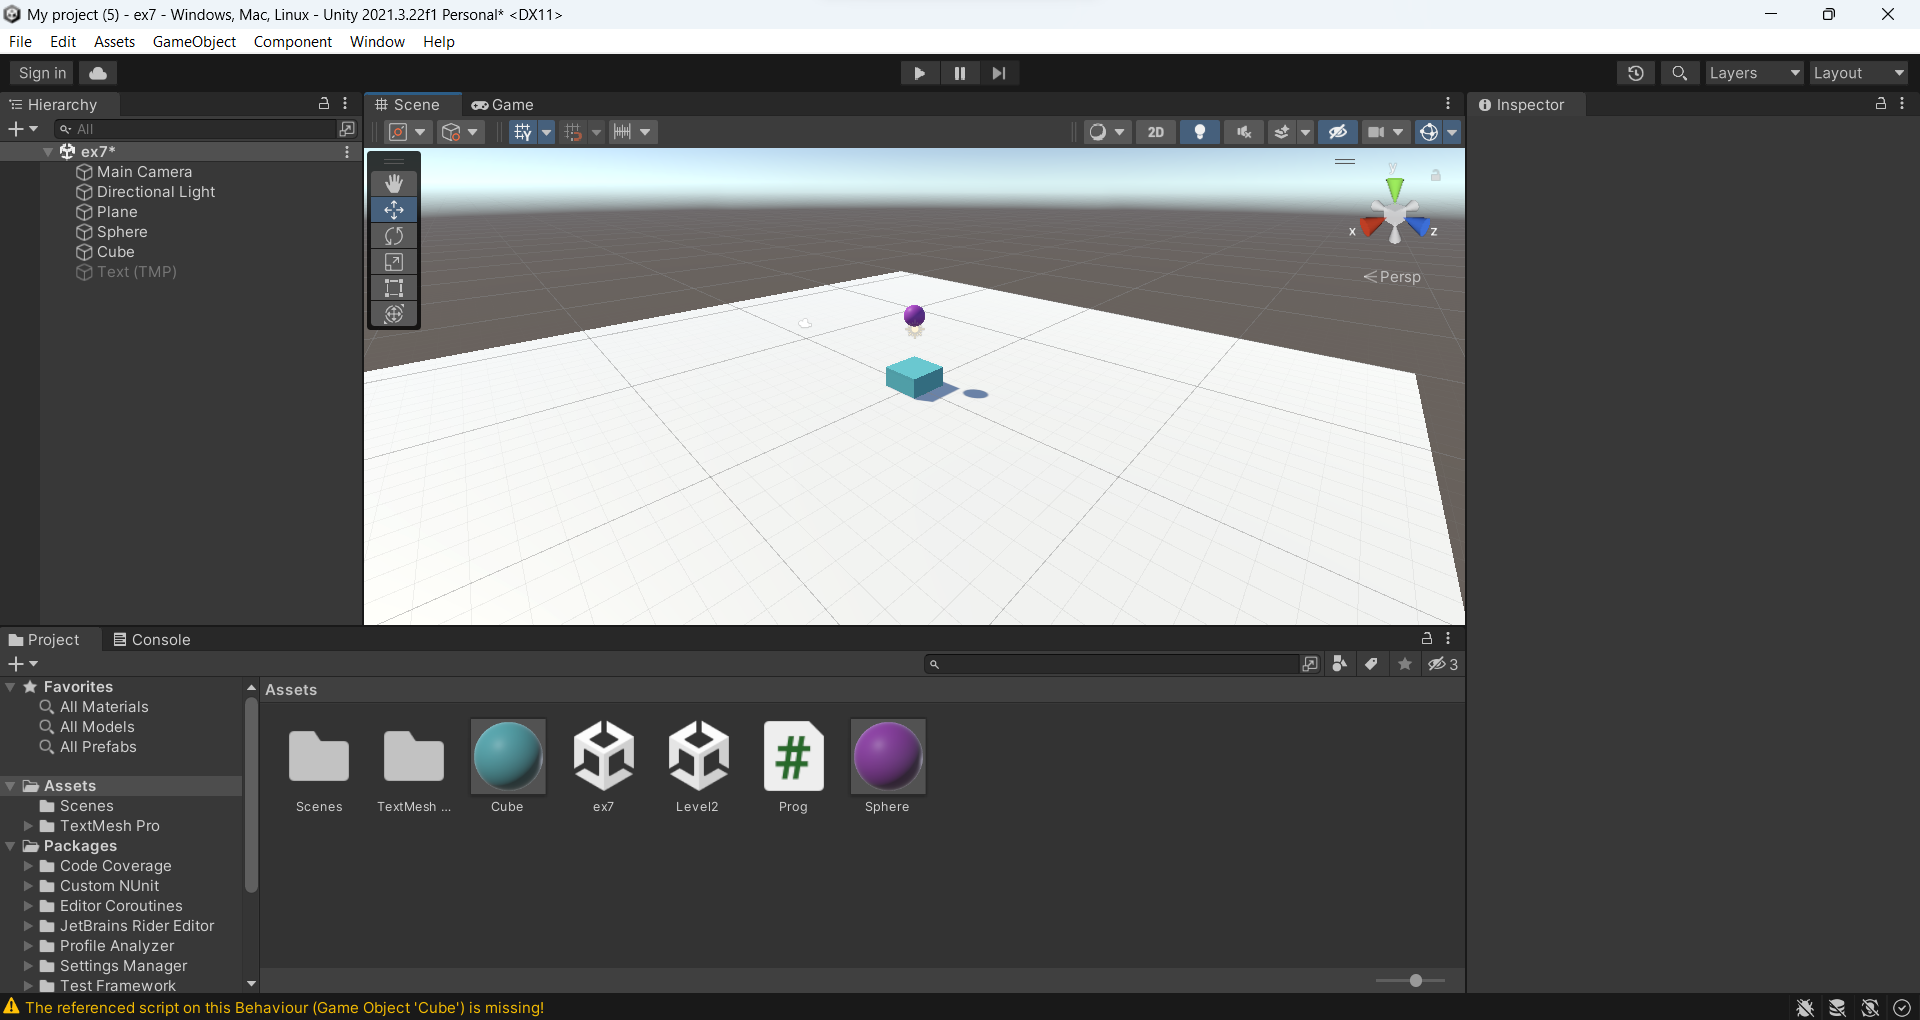 My project (5) - ex7 - Windows, Mac, Linux - Unity 2021.3.22f1 Personal* <DX11>
File Edit Assets GameObject Component Window Help
Sign in
Layers
Layout
Hierarchy
Scene
Game
Inspector
All
2D
ex7*
Main Camera
Directional Light
Plane
Sphere
Cube
Text (TMP)
y
x
z
Persp
Project
Console
3
Favorites
All Materials
All Models
All Prefabs
Assets
Scenes
TextMesh Pro
Packages
Code Coverage
Custom NUnit
Editor Coroutines
JetBrains Rider Editor
Profile Analyzer
Settings Manager
Test Framework
Assets
Scenes
TextMesh ...
Cube
ex7
Level2
#
Prog
Sphere
The referenced script on this Behaviour (Game Object 'Cube') is missing!